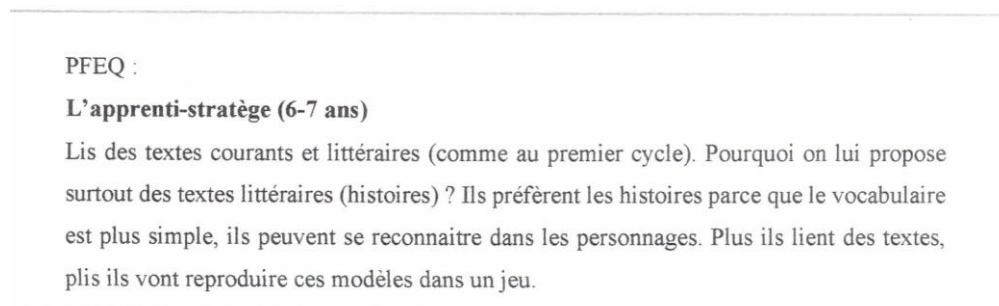 PFEQ :
L’apprenti-stratège (6-7 ans)
Lis des textes courants et littéraires (comme au premier cycle). Pourquoi on lui propose
surtout des textes littéraires (histoires) ? Ils préfèrent les histoires parce que le vocabulaire
est plus simple, ils peuvent se reconnaitre dans les personnages. Plus ils lient des textes,
plis ils vont reproduire ces modèles dans un jeu.